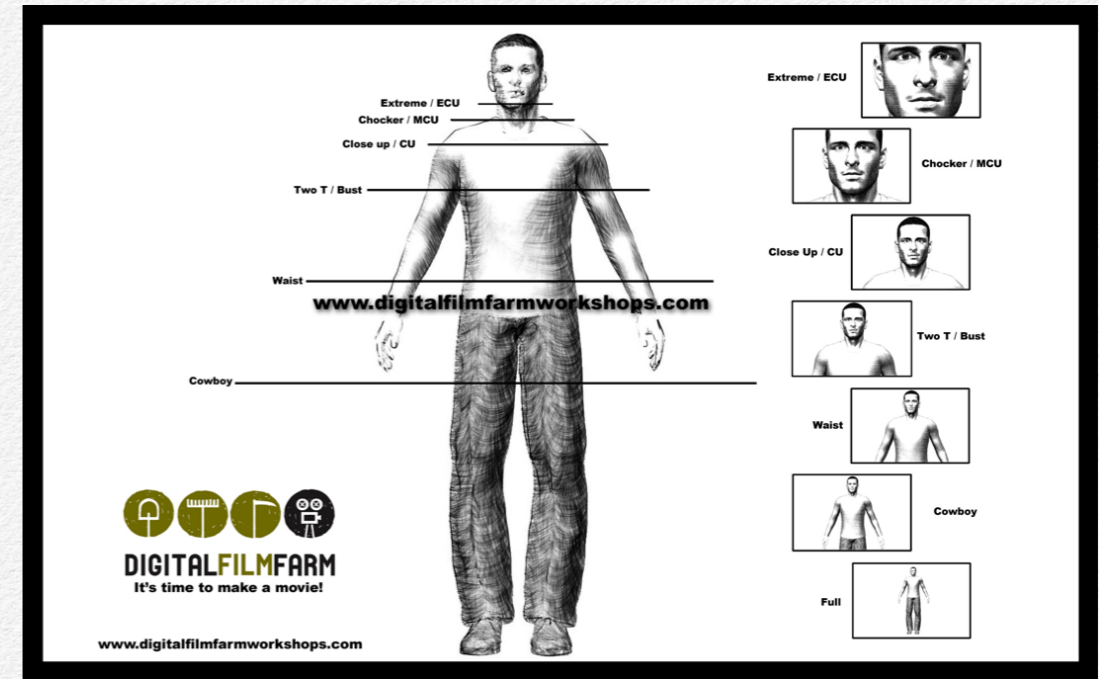 Extreme / ECU
Chocker / MCU
Close up / CU
Two T / Bust
Waist
www.digitalfilmfarmworkshops.com
Cowboy
DIGITALFILMFARM
It's time to make a movie!
www.digitalfilmfarmworkshops.com
Extreme / ECU
Chocker / MCU
Close Up / CU
Two T / Bust
Waist
Cowboy
Full